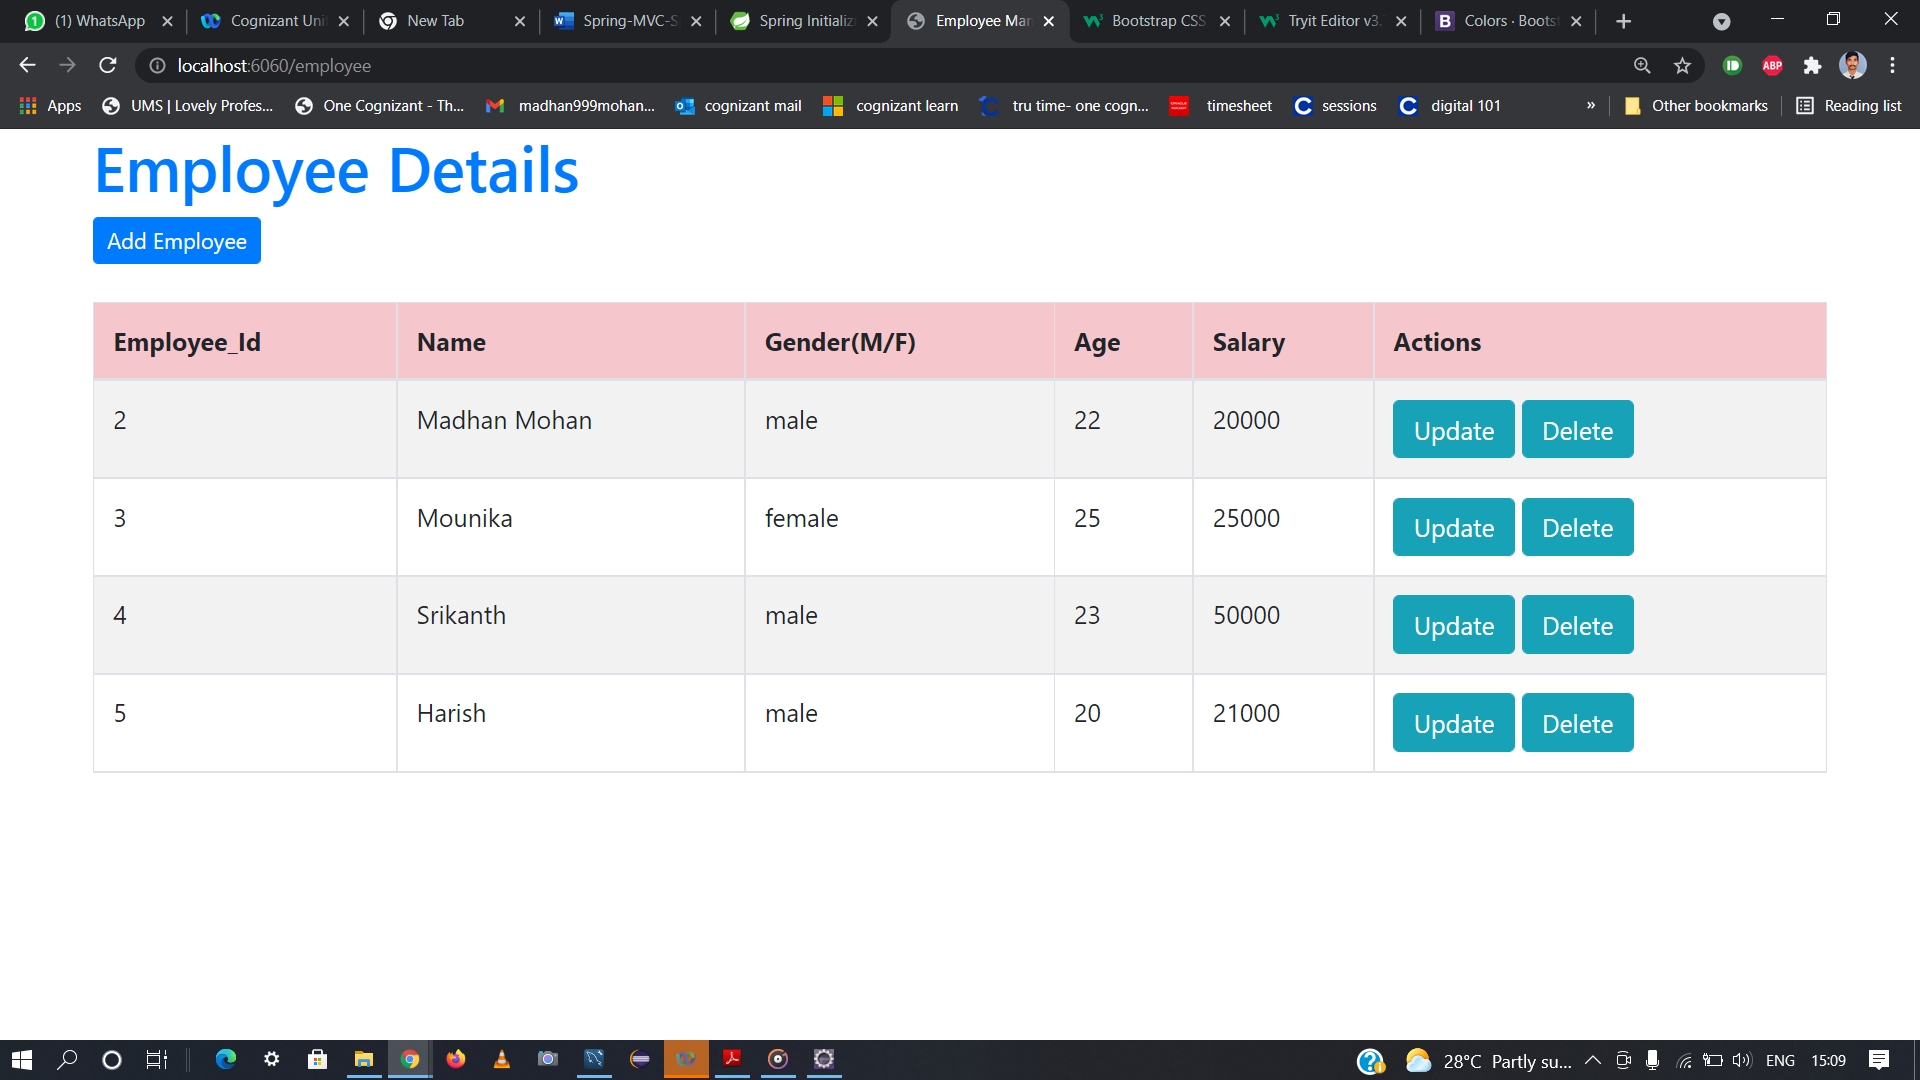 (1) WhatsApp Cognizant Uni New Tab Spring-MVC-S Spring Initializ Employee Man Bootstrap CSS Tryit Editor v3. Colors · Boots
localhost:6060/employee
Apps UMS | Lovely Profes... One Cognizant - Th... madhan999mohan... cognizant mail cognizant learn tru time- one cogn... timesheet sessions digital 101 » Other bookmarks Reading list
Employee Details
Add Employee
Employee_Id Name Gender(M/F) Age Salary Actions
2 Madhan Mohan male 22 20000 Update Delete
3 Mounika female 25 25000 Update Delete
4 Srikanth male 23 50000 Update Delete
5 Harish male 20 21000 Update Delete
28°C Partly su... ENG 15:09